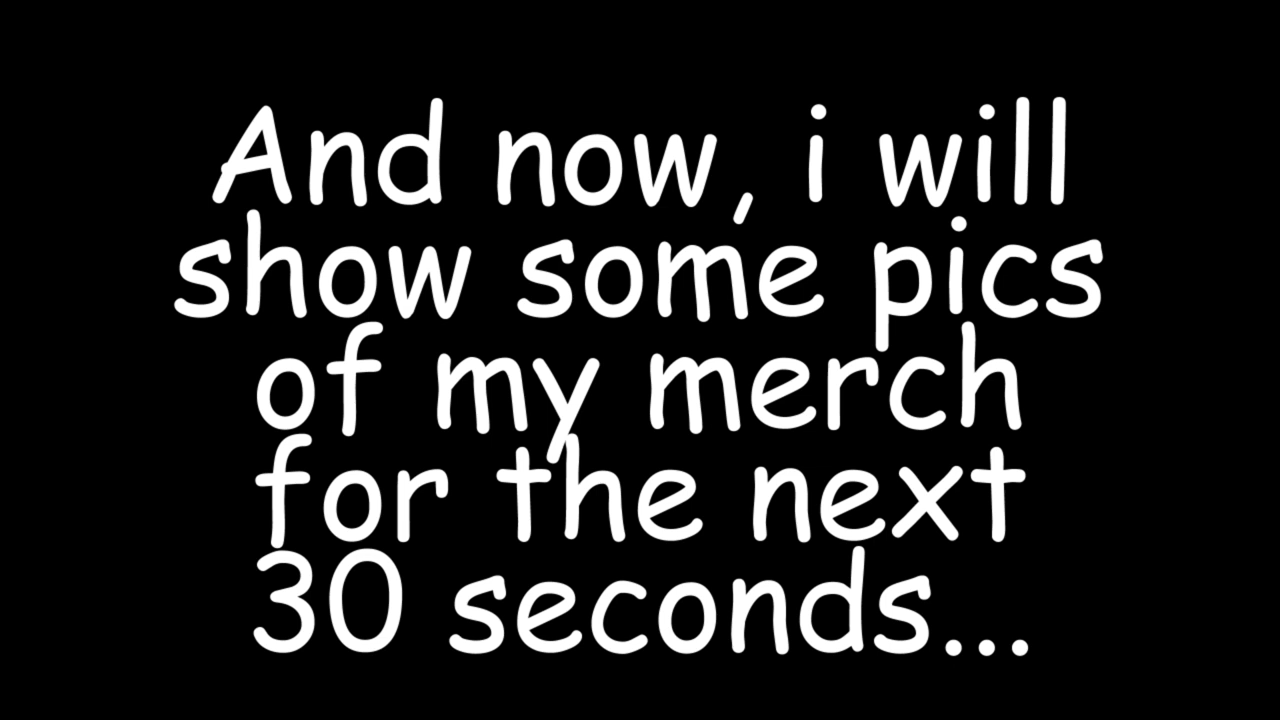 And now, i will
show some pics
of my merch
for the next
30 seconds...